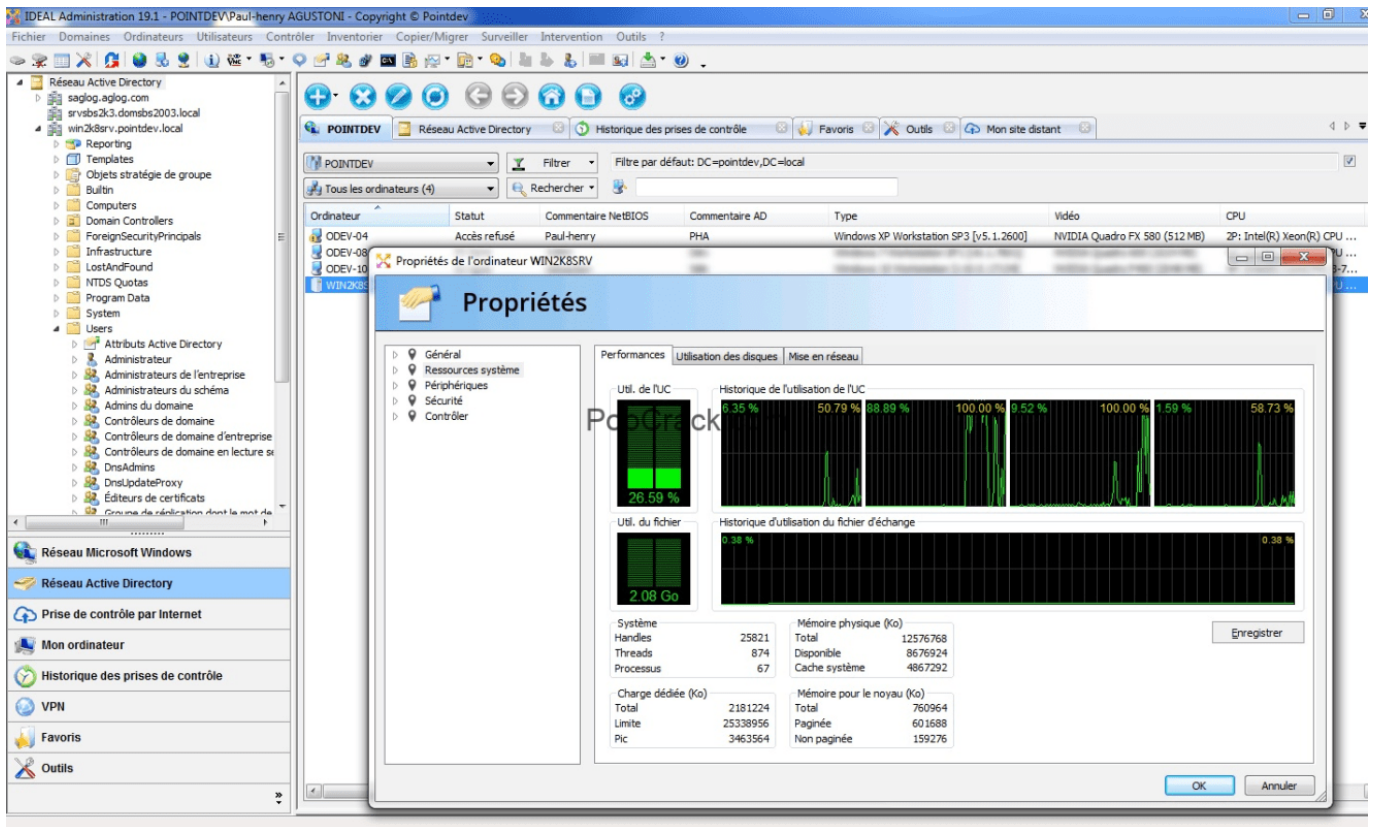 IDEAL Administration 19.1 - POINTDEV\Paul-henry AGUSTONI - Copyright © Pointdev
Fichier Domaines Ordinateurs Utilisateurs Contrôler Inventorier Copier/Migrer Surveiller Intervention Outils ?
Réseau Active Directory
saglog.aglog.com
srvsbs2k3.domsbs2003.local
win2k8srv.pointdev.local
Reporting
Templates
Objets stratégie de groupe
Builtin
Computers
Domain Controllers
ForeignSecurityPrincipals
Infrastructure
LostAndFound
NTDS Quotas
Program Data
System
Users
Attributs Active Directory
Administrateur
Administrateurs de l'entreprise
Administrateurs du schéma
Admins du domaine
Contrôleurs de domaine
Contrôleurs de domaine d'entreprise
Contrôleurs de domaine en lecture se
DnsAdmins
DnsUpdateProxy
Éditeurs de certificats
Groupe de réplication dont le mot de
Réseau Microsoft Windows
Réseau Active Directory
Prise de contrôle par Internet
Mon ordinateur
Historique des prises de contrôle
VPN
Favoris
Outils
POINTDEV Réseau Active Directory Historique des prises de contrôle Favoris Outils Mon site distant
POINTDEV Filtrer Filtre par défaut: DC=pointdev,DC=local
Tous les ordinateurs (4) Rechercher
Ordinateur Statut Commentaire NetBIOS Commentaire AD Type Vidéo CPU
ODEV-04 Accès refusé Paul-henry PHA Windows XP Workstation SP3 [v5.1.2600] NVIDIA Quadro FX 580 (512 MB) 2P: Intel(R) Xeon(R) CPU ...
ODEV-08
ODEV-10
WIN2K8S
Propriétés de l'ordinateur WIN2K8SRV
Propriétés
Général
Ressources système
Périphériques
Sécurité
Contrôler
Performances Utilisation des disques Mise en réseau
Util. de l'UC Historique de l'utilisation de l'UC
26.59 %
6.35 % 50.79 % 88.89 % 100.00 % 9.52 % 100.00 % 1.59 % 58.73 %
Util. du fichier Historique d'utilisation du fichier d'échange
2.08 Go
0.38 % 0.38 %
Système
Handles 25821
Threads 874
Processus 67
Mémoire physique (Ko)
Total 12576768
Disponible 8676924
Cache système 4867292
Enregistrer
Charge dédiée (Ko)
Total 2181224
Limite 25338956
Pic 3463564
Mémoire pour le noyau (Ko)
Total 760964
Paginée 601688
Non paginée 159276
OK Annuler